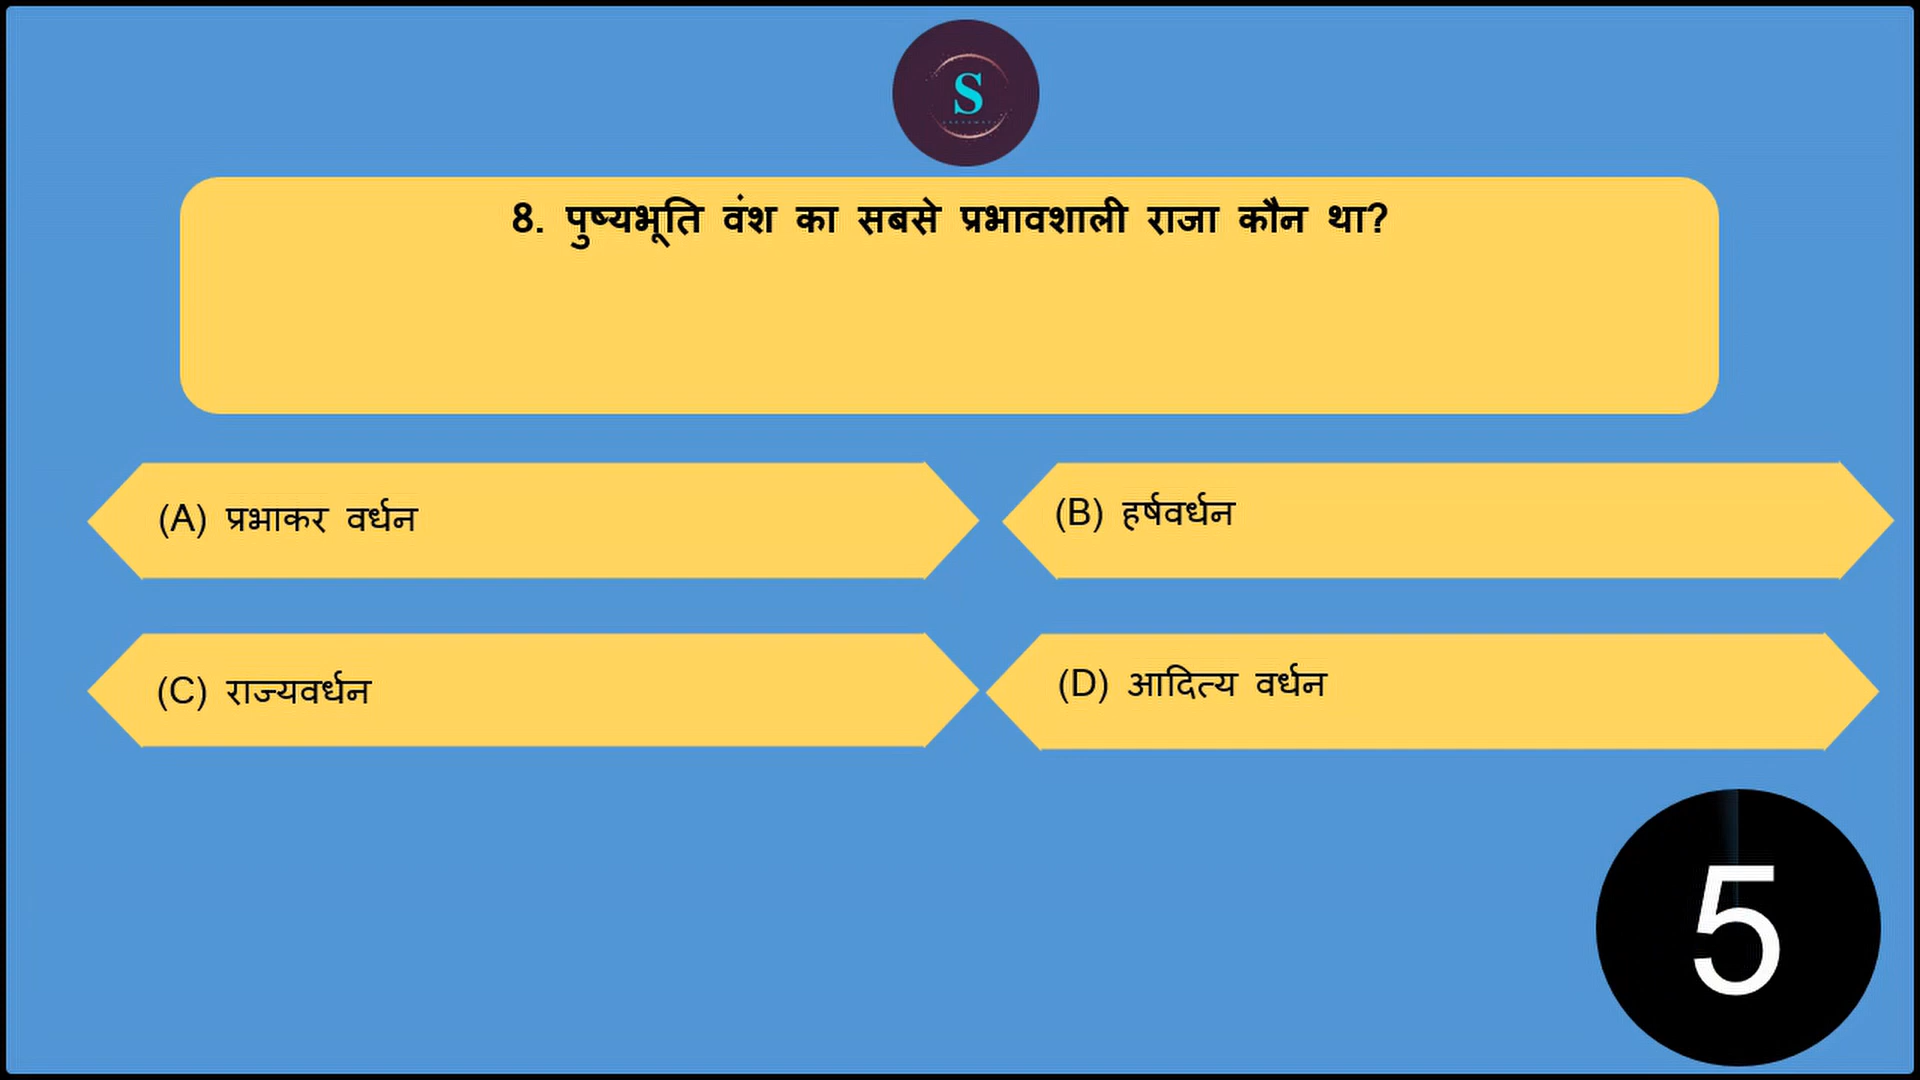 S
8. पुष्यभूति वंश का सबसे प्रभावशाली राजा कौन था?
(A) प्रभाकर वर्धन
(B) हर्षवर्धन
(C) राज्यवर्धन
(D) आदित्य वर्धन
5